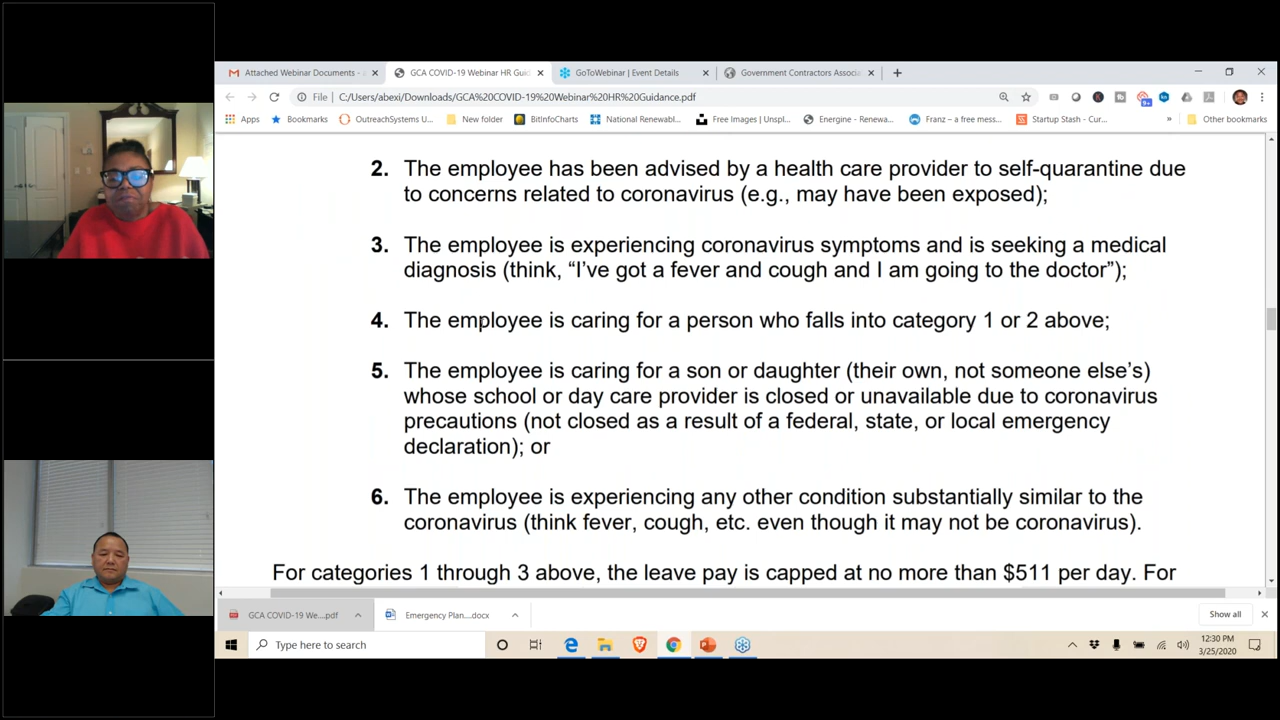 Attached Webinar Documents -
GCA COVID-19 Webinar HR Guid
GoToWebinar | Event Details
Government Contractors Associa
File
C:/Users/abexi/Downloads/GCA%20COVID-19%20Webinar%20HR%20Guidance.pdf
9+
Apps
Bookmarks
OutreachSystems U...
New folder
BitInfoCharts
National Renewabl...
Free Images | Unspl...
Energine - Renewa...
Franz – a free mess...
Startup Stash - Cur...
»
Other bookmarks
2. The employee has been advised by a health care provider to self-quarantine due
to concerns related to coronavirus (e.g., may have been exposed);
3. The employee is experiencing coronavirus symptoms and is seeking a medical
diagnosis (think, “I’ve got a fever and cough and I am going to the doctor”);
4. The employee is caring for a person who falls into category 1 or 2 above;
5. The employee is caring for a son or daughter (their own, not someone else’s)
whose school or day care provider is closed or unavailable due to coronavirus
precautions (not closed as a result of a federal, state, or local emergency
declaration); or
6. The employee is experiencing any other condition substantially similar to the
coronavirus (think fever, cough, etc. even though it may not be coronavirus).
For categories 1 through 3 above, the leave pay is capped at no more than $511 per day. For
GCA COVID-19 We....pdf
Emergency Plan....docx
Show all
Type here to search
12:30 PM
3/25/2020